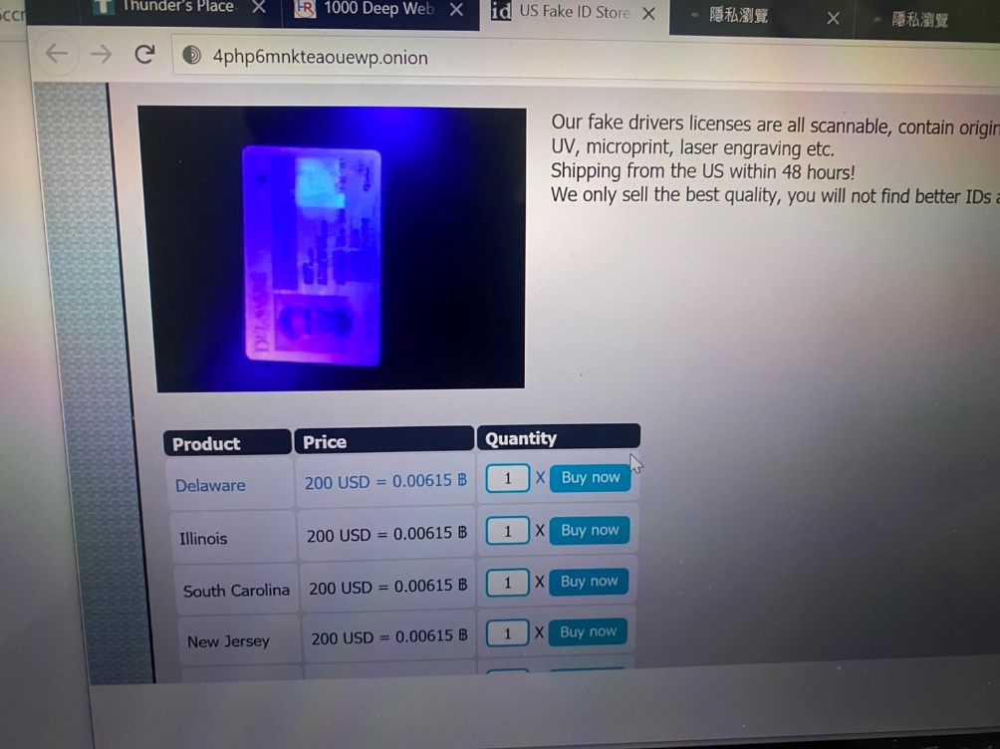 Thunder's Place
1000 Deep Web
id US Fake ID Store
隱私瀏覽
隱私瀏覽
4php6mnkteaouewp.onion
Our fake drivers licenses are all scannable, contain
UV, microprint, laser engraving etc.
Shipping from the US within 48 hours!
We only sell the best quality, you will not find better IDs
DELAWARE
Product Price Quantity
Delaware 200 USD = 0.00615 ฿ 1 X Buy now
Illinois 200 USD = 0.00615 ฿ 1 X Buy now
South Carolina 200 USD = 0.00615 ฿ 1 X Buy now
New Jersey 200 USD = 0.00615 ฿ 1 X Buy now